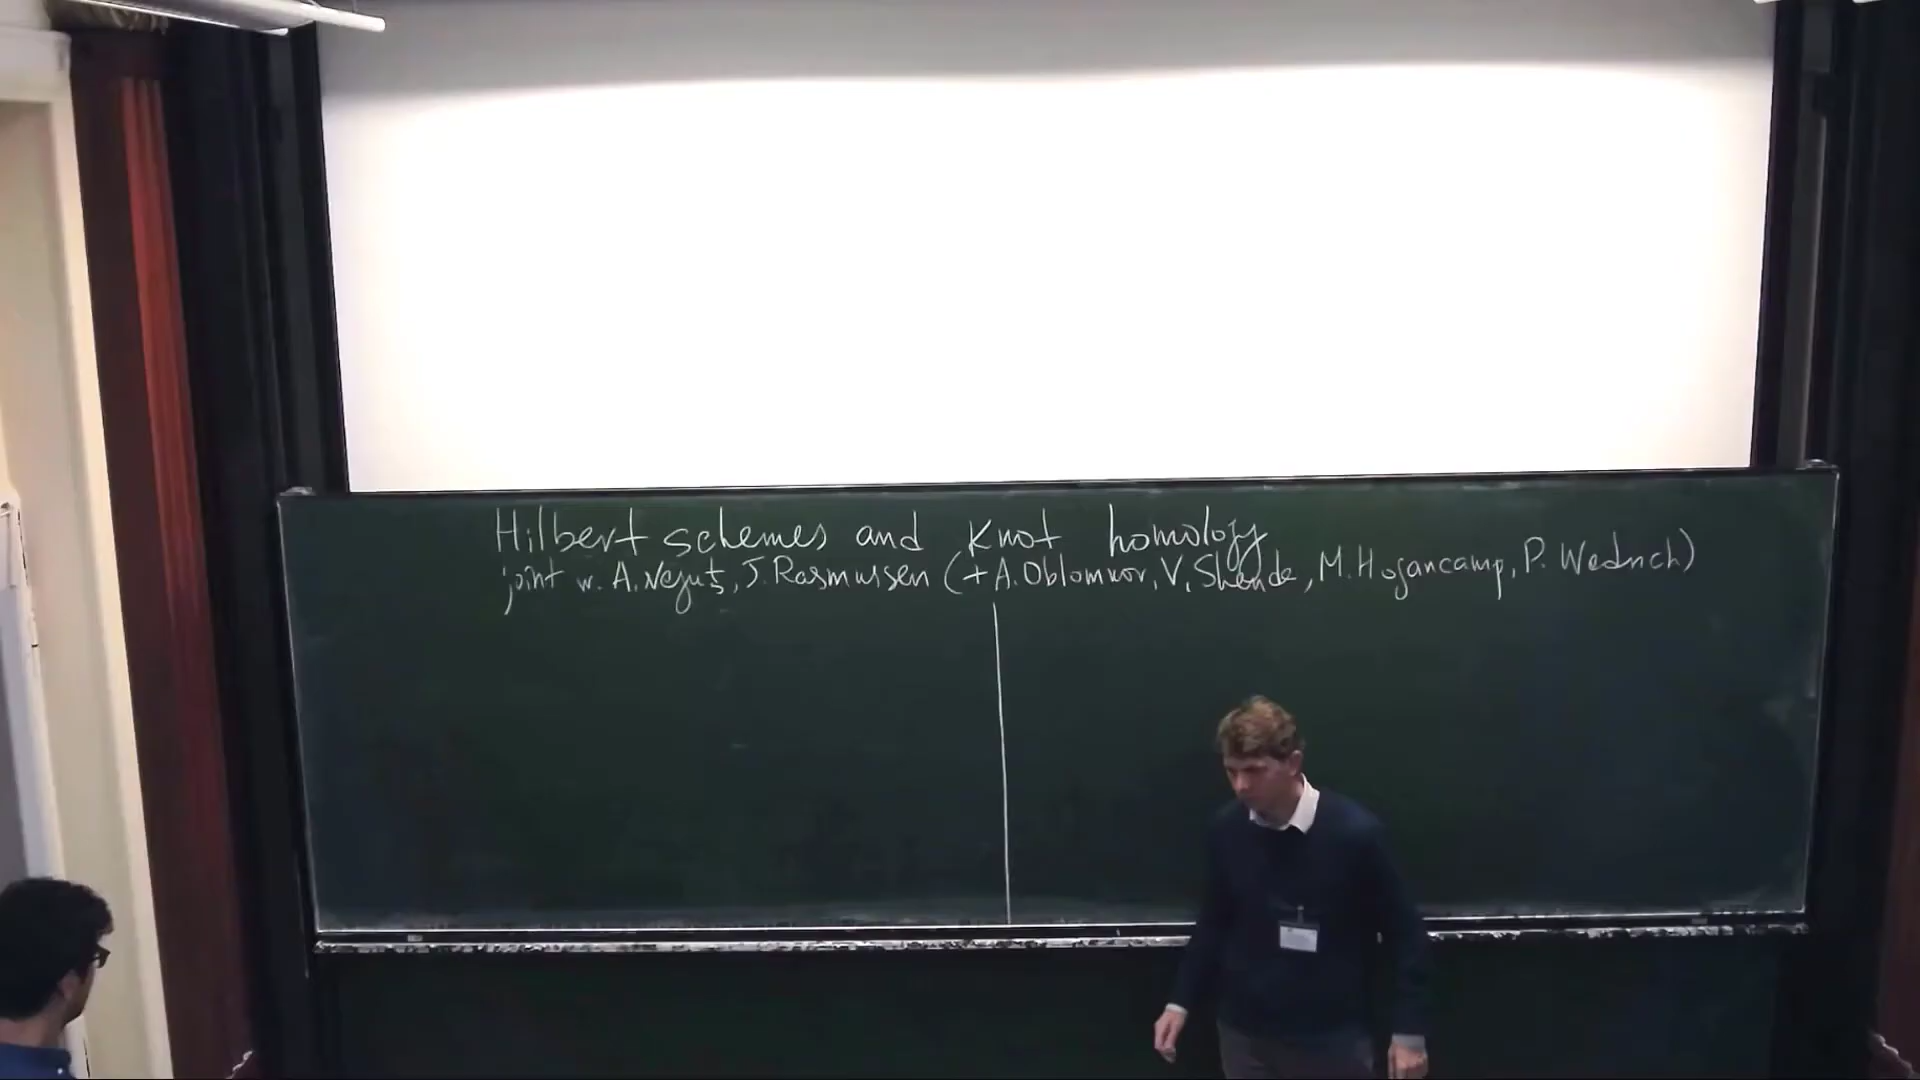 Hilbert schemes and knot homology
joint w. A. Neguț, J. Rasmussen (+ A. Oblomkov, V. Shende, M. Hogancamp, P. Wedrich)